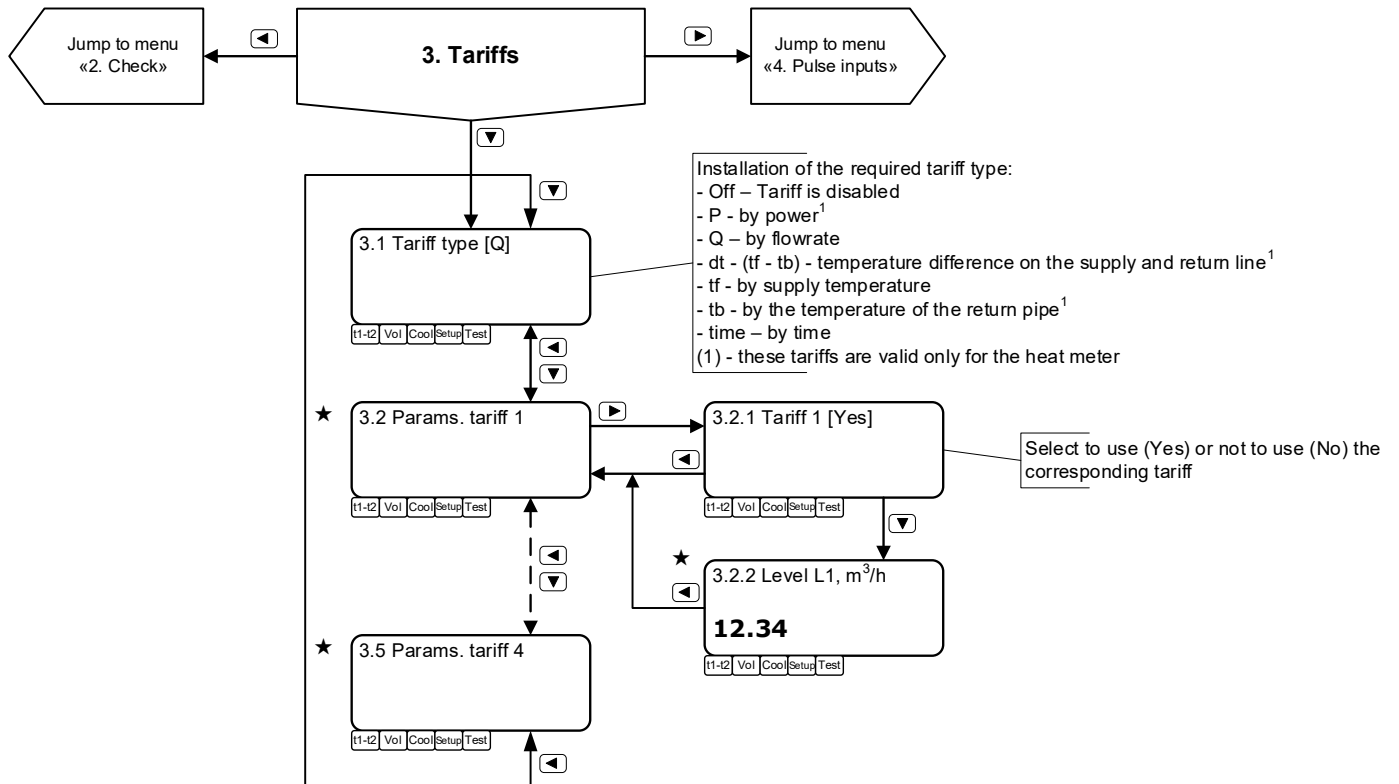 Jump to menu
«2. Check»
3. Tariffs
Jump to menu
«4. Pulse inputs»
Installation of the required tariff type:
- Off – Tariff is disabled
- P - by power¹
- Q – by flowrate
- dt - (tf - tb) - temperature difference on the supply and return line¹
- tf - by supply temperature
- tb - by the temperature of the return pipe¹
- time – by time
(1) - these tariffs are valid only for the heat meter
3.1 Tariff type [Q]
t1-t2 Vol Cool Setup Test
3.2 Params. tariff 1
t1-t2 Vol Cool Setup Test
3.2.1 Tariff 1 [Yes]
t1-t2 Vol Cool Setup Test
Select to use (Yes) or not to use (No) the
corresponding tariff
3.2.2 Level L1, m³/h
12.34
t1-t2 Vol Cool Setup Test
3.5 Params. tariff 4
t1-t2 Vol Cool Setup Test